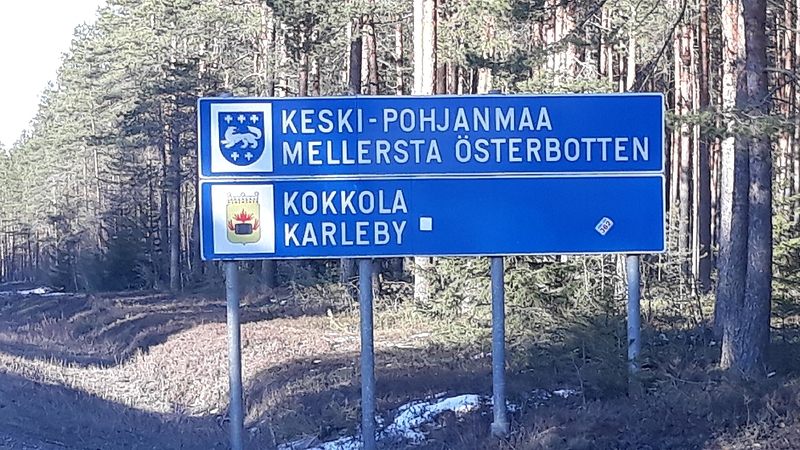 KESKI-POHJANMAA
MELLERSTA ÖSTERBOTTEN
KOKKOLA
KARLEBY